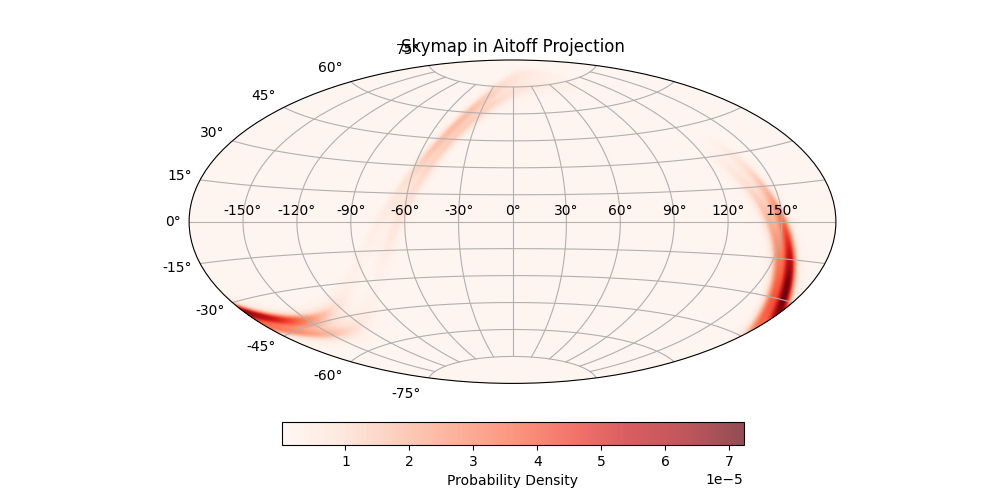 Skymap in Aitoff Projection
75°
60°
45°
30°
15°
0°
-150° -120° -90° -60° -30° 0° 30° 60° 90° 120° 150°
-15°
-30°
-45°
-60°
-75°
1 2 3 4 5 6 7
1e−5
Probability Density